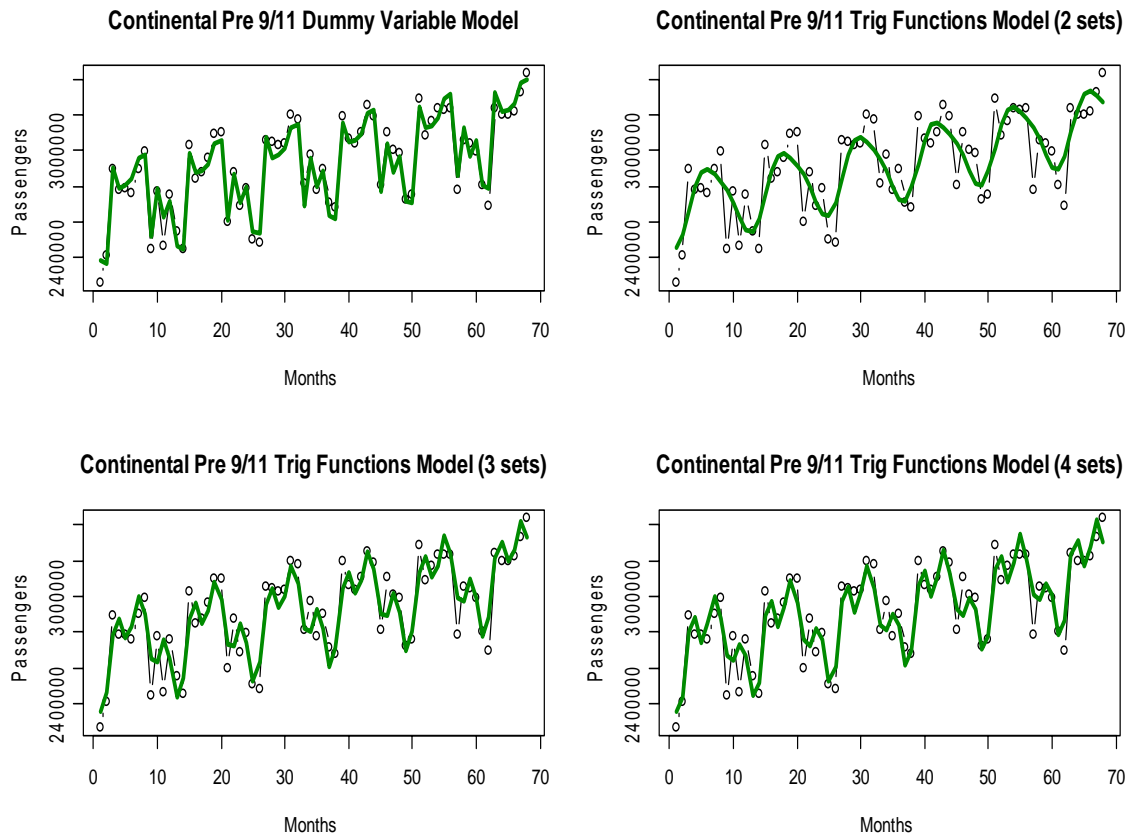 Continental Pre 9/11 Dummy Variable Model
Passengers
3000000
2400000
0 10 20 30 40 50 60 70
Months
Continental Pre 9/11 Trig Functions Model (2 sets)
Passengers
3000000
2400000
0 10 20 30 40 50 60 70
Months
Continental Pre 9/11 Trig Functions Model (3 sets)
Passengers
3000000
2400000
0 10 20 30 40 50 60 70
Months
Continental Pre 9/11 Trig Functions Model (4 sets)
Passengers
3000000
2400000
0 10 20 30 40 50 60 70
Months